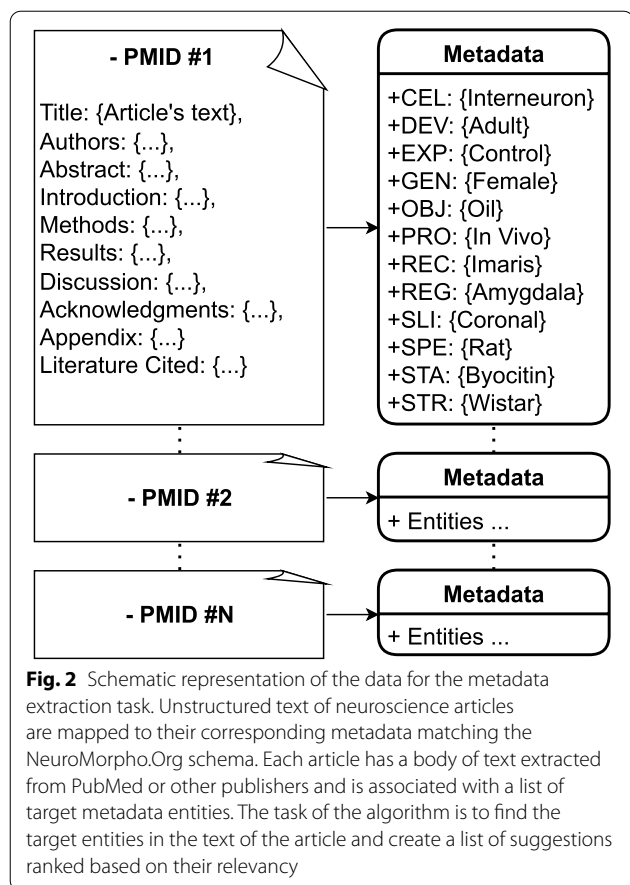 - PMID #1
Title: {Article's text},
Authors: {...},
Abstract: {...},
Introduction: {...},
Methods: {...},
Results: {...},
Discussion: {...},
Acknowledgments: {...},
Appendix: {...}
Literature Cited: {...}
Metadata
+CEL: {Interneuron}
+DEV: {Adult}
+EXP: {Control}
+GEN: {Female}
+OBJ: {Oil}
+PRO: {In Vivo}
+REC: {Imaris}
+REG: {Amygdala}
+SLI: {Coronal}
+SPE: {Rat}
+STA: {Byocitin}
+STR: {Wistar}
- PMID #2
Metadata
+ Entities ...
- PMID #N
Metadata
+ Entities ...
Fig. 2 Schematic representation of the data for the metadata
extraction task. Unstructured text of neuroscience articles
are mapped to their corresponding metadata matching the
NeuroMorpho.Org schema. Each article has a body of text extracted
from PubMed or other publishers and is associated with a list of
target metadata entities. The task of the algorithm is to find the
target entities in the text of the article and create a list of suggestions
ranked based on their relevancy